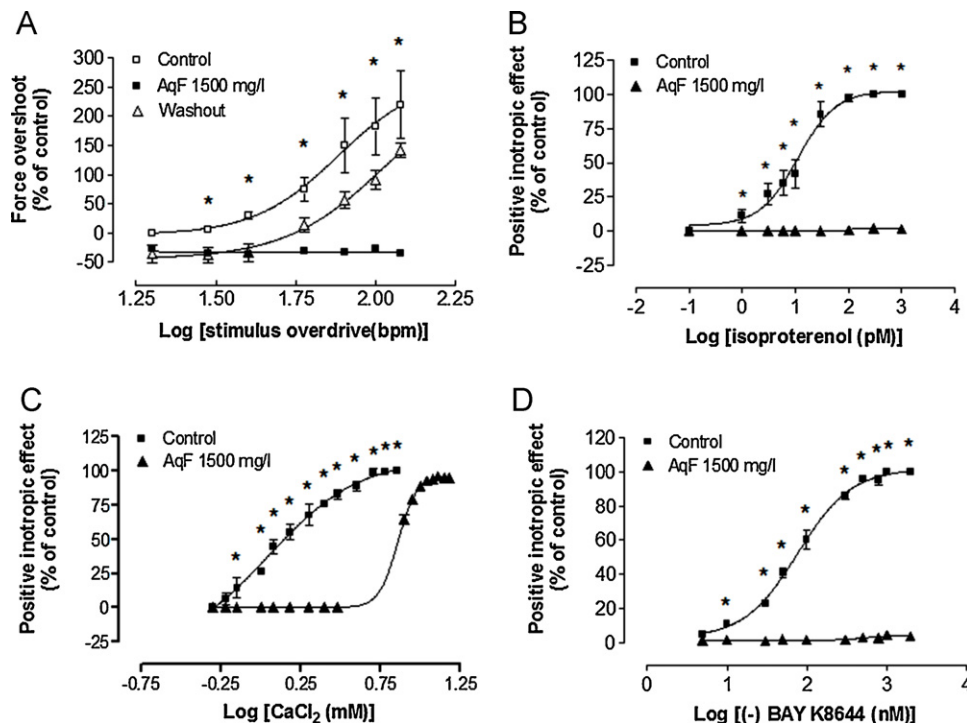 A
Control
AqF 1500 mg/l
Washout
* * * * * * *
300
250
200
150
100
50
0
-50
Force overshoot
(% of control)
1.25 1.50 1.75 2.00 2.25
Log [stimulus overdrive(bpm)]
B
Control
AqF 1500 mg/l
* * * * * * * *
125
100
75
50
25
0
-25
Positive inotropic effect
(% of control)
-2 -1 0 1 2 3 4
Log [isoproterenol (pM)]
C
Control
AqF 1500 mg/l
* * * * * * * * * * *
125
100
75
50
25
0
-25
Positive inotropic effect
(% of control)
-0.75 -0.25 0.25 0.75 1.25
Log [CaCl₂ (mM)]
D
Control
AqF 1500 mg/l
* * * * * * * * *
120
100
80
60
40
20
0
Positive inotropic effect
(% of control)
0 1 2 3 4
Log [(-) BAY K8644 (nM)]